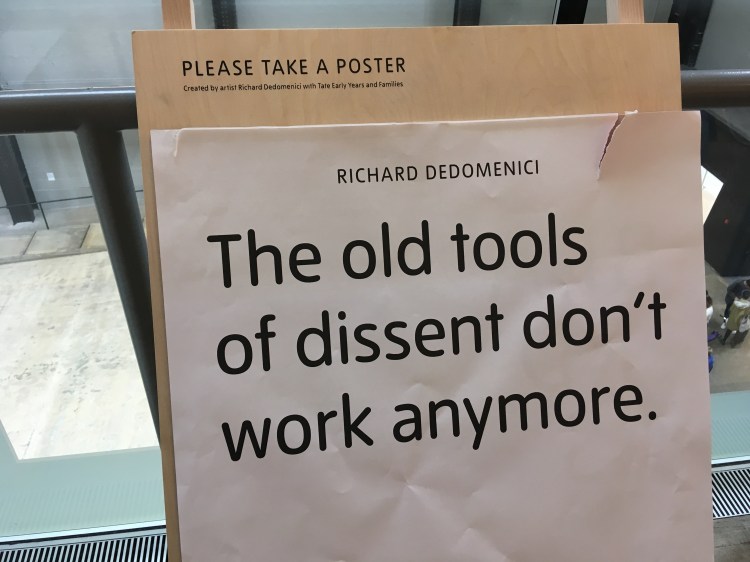 PLEASE TAKE A POSTER
Created by artist Richard Dedomenici with Tate Early Years and Families
RICHARD DEDOMENICI
The old tools
of dissent don't
work anymore.